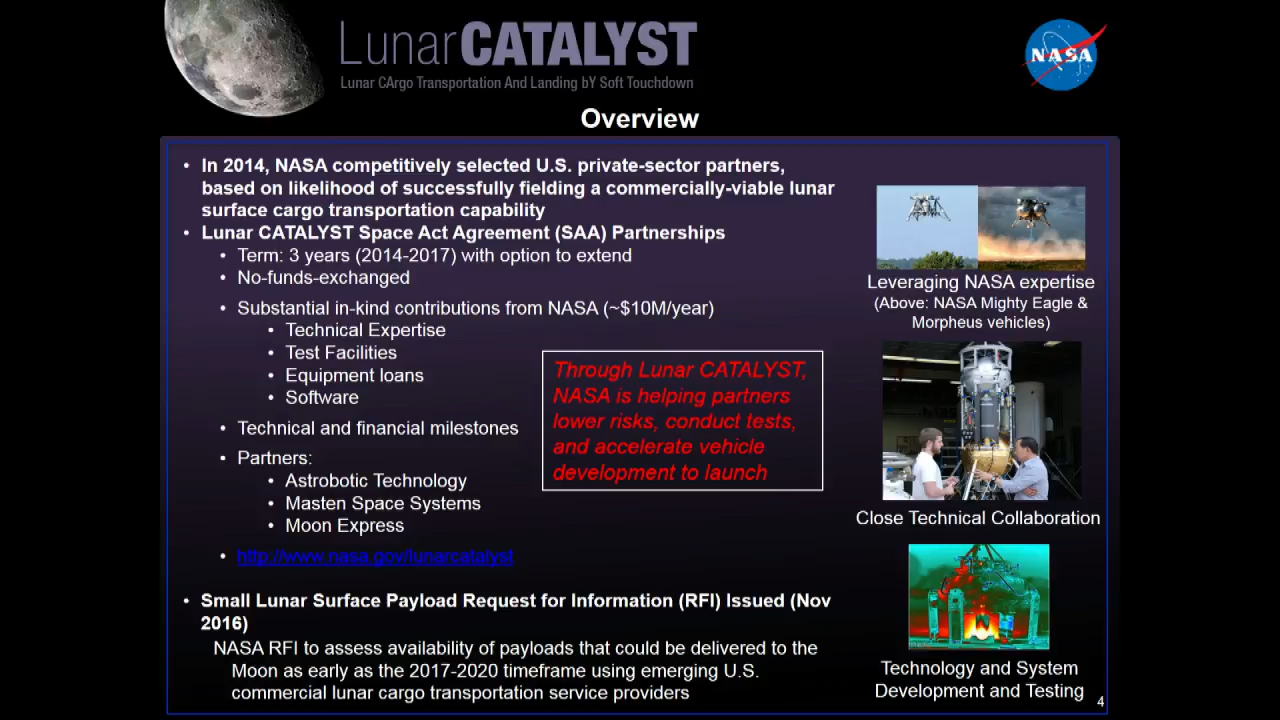 LunarCATALYST
Lunar CArgo Transportation And Landing bY Soft Touchdown
NASA
Overview
• In 2014, NASA competitively selected U.S. private-sector partners,
based on likelihood of successfully fielding a commercially-viable lunar
surface cargo transportation capability
• Lunar CATALYST Space Act Agreement (SAA) Partnerships
• Term: 3 years (2014-2017) with option to extend
• No-funds-exchanged
• Substantial in-kind contributions from NASA (~$10M/year)
• Technical Expertise
• Test Facilities
• Equipment loans
• Software
• Technical and financial milestones
• Partners:
• Astrobotic Technology
• Masten Space Systems
• Moon Express
• http://www.nasa.gov/lunarcatalyst
• Small Lunar Surface Payload Request for Information (RFI) Issued (Nov
2016)
NASA RFI to assess availability of payloads that could be delivered to the
Moon as early as the 2017-2020 timeframe using emerging U.S.
commercial lunar cargo transportation service providers
Through Lunar CATALYST,
NASA is helping partners
lower risks, conduct tests,
and accelerate vehicle
development to launch
Leveraging NASA expertise
(Above: NASA Mighty Eagle &
Morpheus vehicles)
Close Technical Collaboration
Technology and System
Development and Testing
4